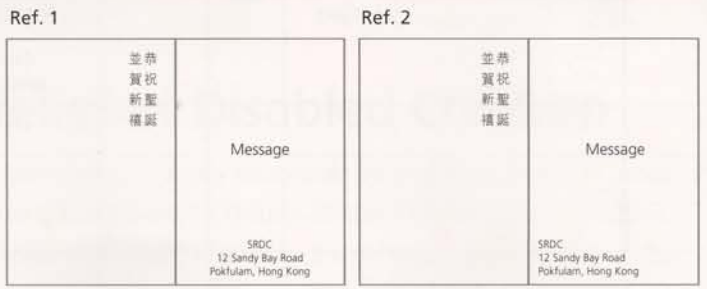 Ref. 1
恭祝聖誕
並賀新禧
Message
SRDC
12 Sandy Bay Road
Pokfulam, Hong Kong
Ref. 2
恭祝聖誕
並賀新禧
Message
SRDC
12 Sandy Bay Road
Pokfulam, Hong Kong